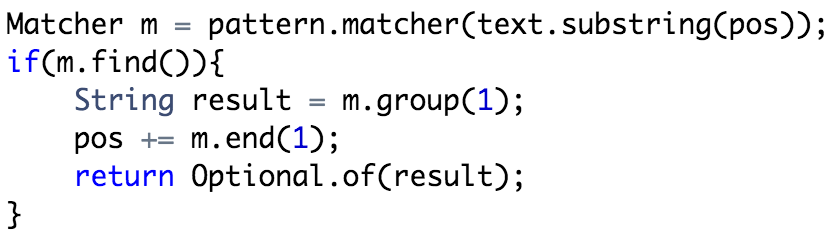 Matcher m = pattern.matcher(text.substring(pos));
if(m.find()){
    String result = m.group(1);
    pos += m.end(1);
    return Optional.of(result);
}